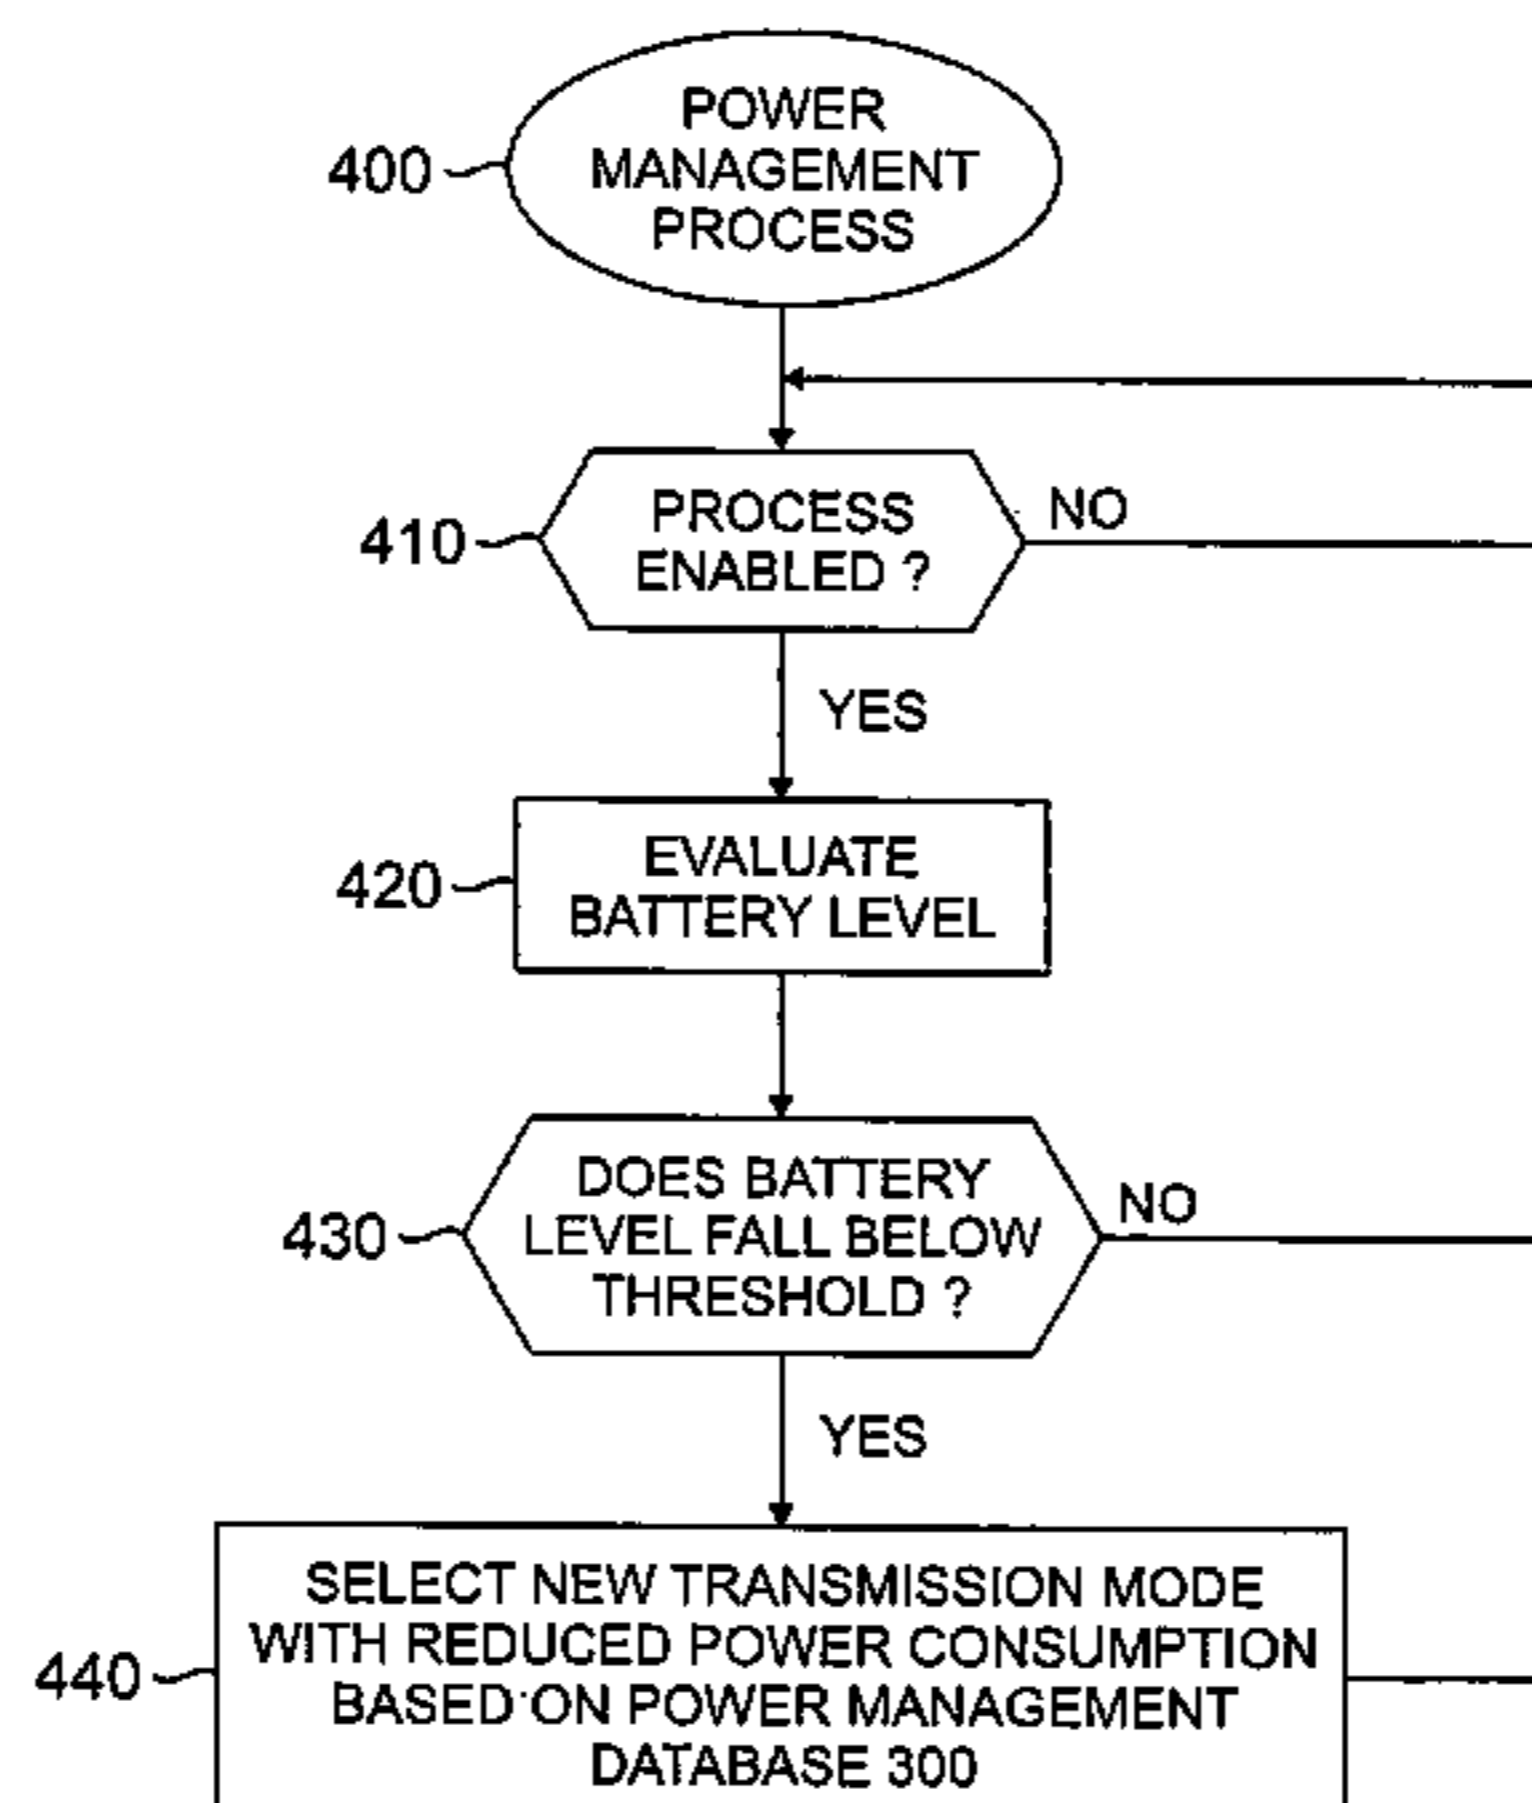 POWER
MANAGEMENT
PROCESS
400
PROCESS
ENABLED ?
410
NO
YES
EVALUATE
BATTERY LEVEL
420
DOES BATTERY
LEVEL FALL BELOW
THRESHOLD ?
430
NO
YES
SELECT NEW TRANSMISSION MODE
WITH REDUCED POWER CONSUMPTION
BASED ON POWER MANAGEMENT
DATABASE 300
440